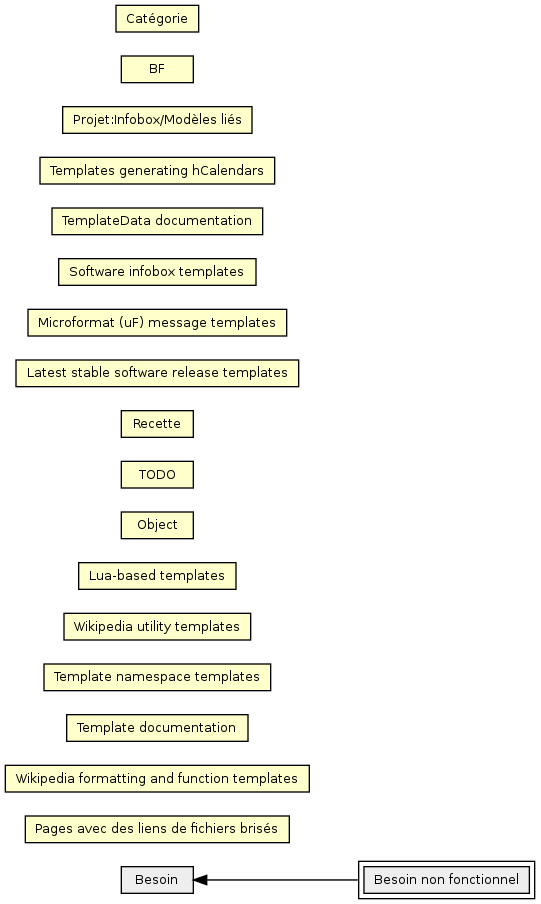 Catégorie
BF
Projet:Infobox/Modèles liés
Templates generating hCalendars
TemplateData documentation
Software infobox templates
Microformat (uF) message templates
Latest stable software release templates
Recette
TODO
Object
Lua-based templates
Wikipedia utility templates
Template namespace templates
Template documentation
Wikipedia formatting and function templates
Pages avec des liens de fichiers brisés
Besoin
Besoin non fonctionnel